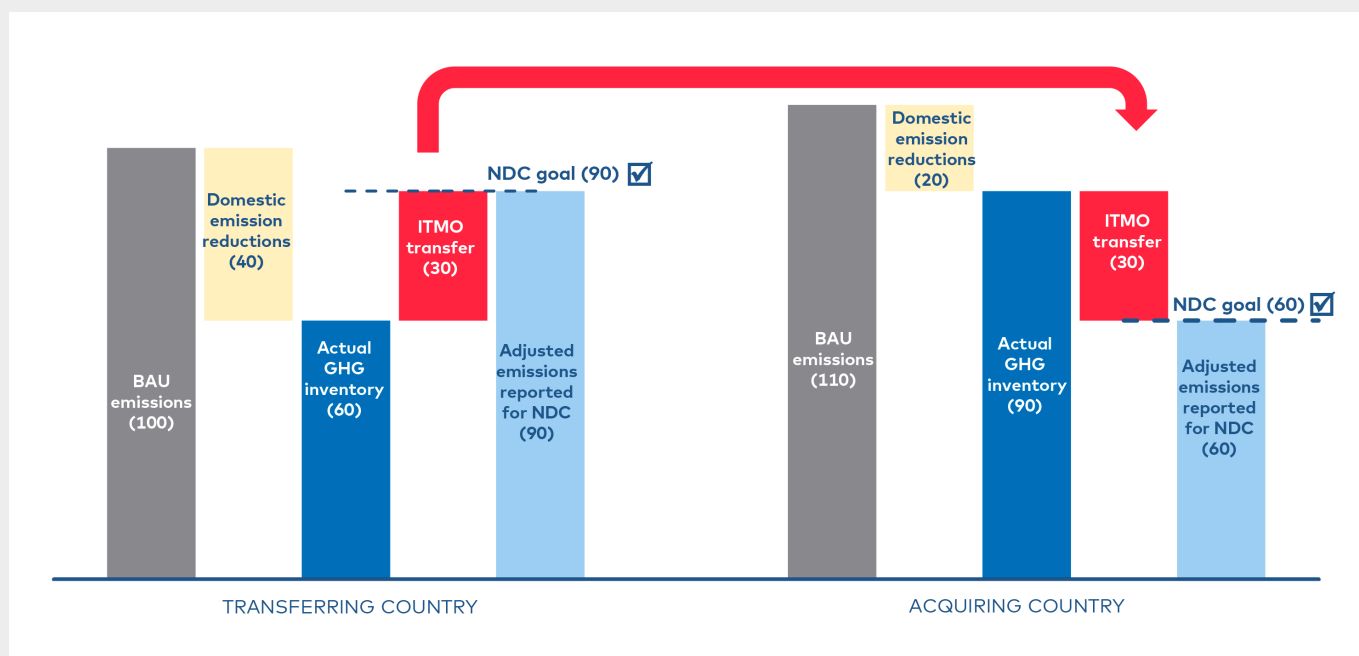 NDC goal (90)
Domestic
emission
reductions
(40)
ITMO
transfer
(30)
BAU
emissions
(100)
Actual
GHG
inventory
(60)
Adjusted
emissions
reported
for NDC
(90)
TRANSFERRING COUNTRY
Domestic
emission
reductions
(20)
ITMO
transfer
(30)
NDC goal (60)
BAU
emissions
(110)
Actual
GHG
inventory
(90)
Adjusted
emissions
reported
for NDC
(60)
ACQUIRING COUNTRY